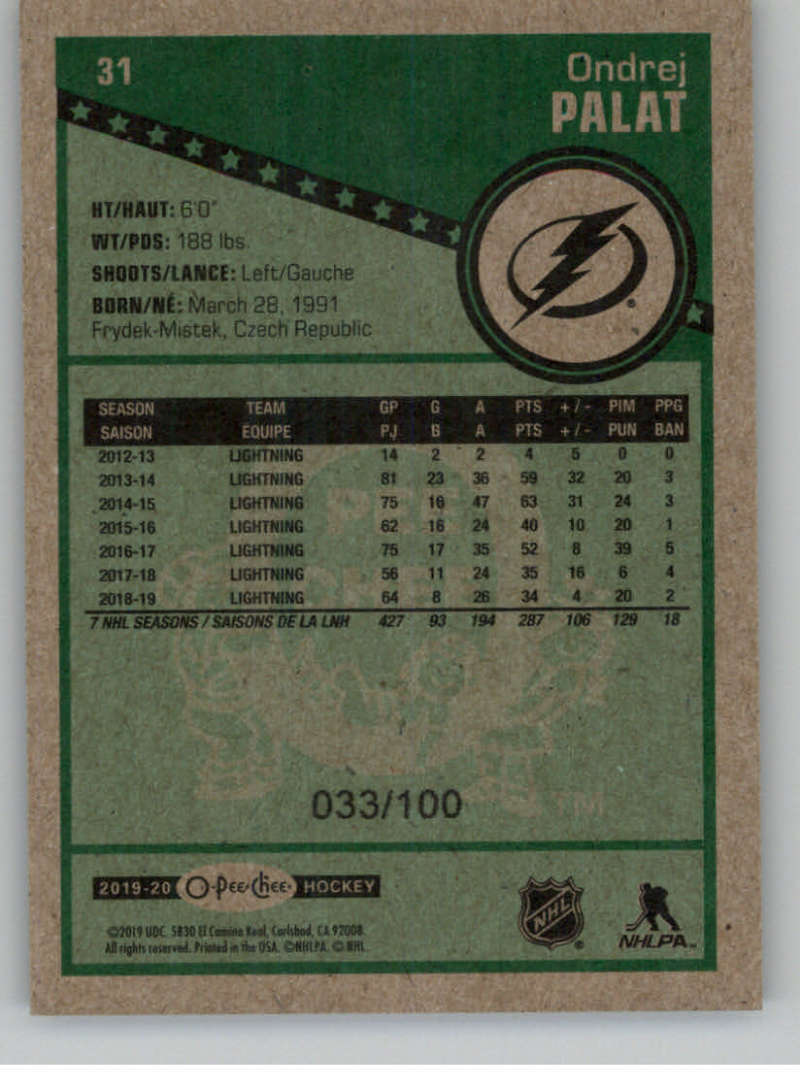 31
Ondrej
PALAT
HT/HAUT: 6'0"
WT/PDS: 188 lbs.
SHOOTS/LANCE: Left/Gauche
BORN/NÉ: March 28, 1991
Frydek-Mistek, Czech Republic
SEASON TEAM GP G A PTS +/- PIM PPG
SAISON EQUIPE PJ B A PTS +/- PUN BAN
2012-13 LIGHTNING 14 2 2 4 5 0 0
2013-14 LIGHTNING 81 23 36 59 32 20 3
2014-15 LIGHTNING 75 16 47 63 31 24 3
2015-16 LIGHTNING 62 16 24 40 10 20 1
2016-17 LIGHTNING 75 17 35 52 8 39 5
2017-18 LIGHTNING 56 11 24 35 16 6 4
2018-19 LIGHTNING 64 8 26 34 4 20 2
7 NHL SEASONS / SAISONS DE LA LNH 427 93 194 287 106 129 18
033/100
TM
2019-20 O-Pee-Chee HOCKEY
©2019 UDC. 5830 El Camino Real, Carlsbad, CA 92008.
All rights reserved. Printed in the USA. ©NHLPA. © NHL.
NHL
NHLPA™